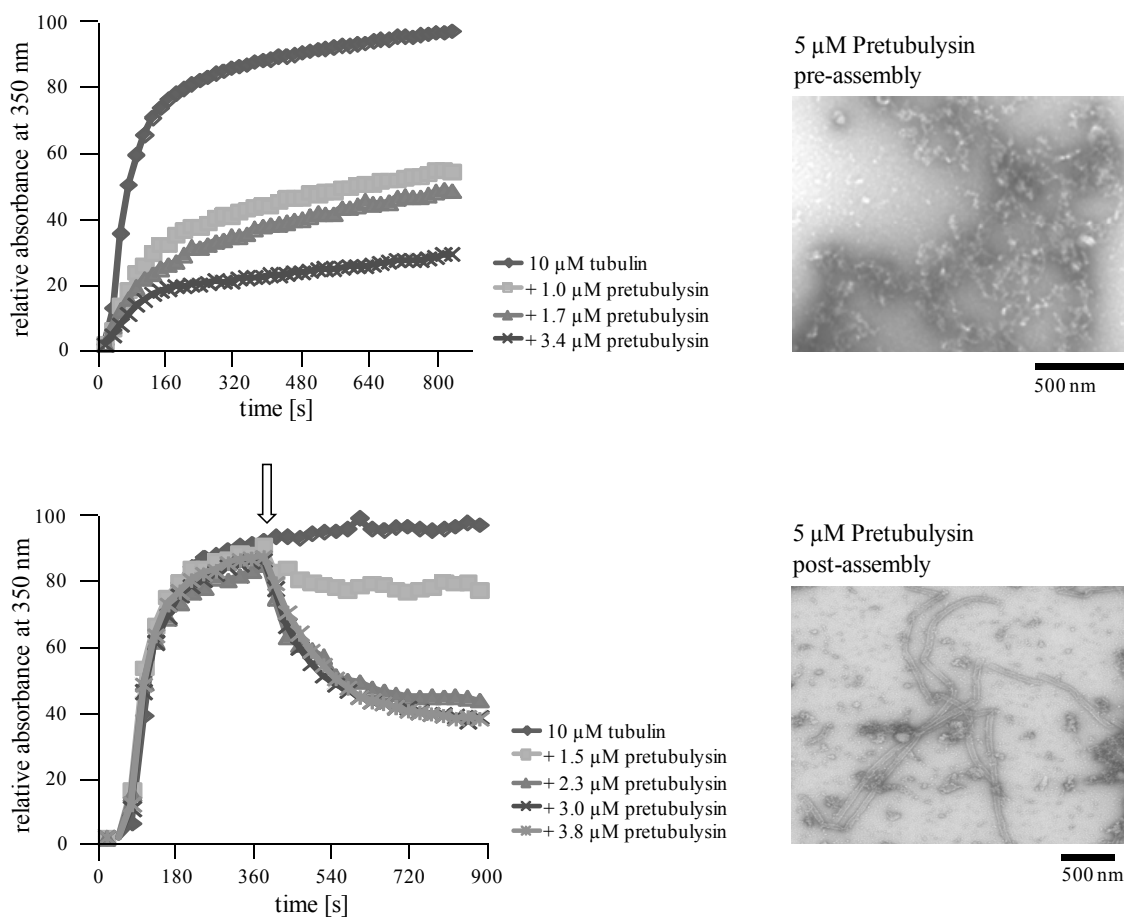 relative absorbance at 350 nm
100
80
60
40
20
0
0 160 320 480 640 800
time [s]
10 µM tubulin
+ 1.0 µM pretubulysin
+ 1.7 µM pretubulysin
+ 3.4 µM pretubulysin
5 µM Pretubulysin
pre-assembly
500 nm
relative absorbance at 350 nm
100
80
60
40
20
0
0 180 360 540 720 900
time [s]
10 µM tubulin
+ 1.5 µM pretubulysin
+ 2.3 µM pretubulysin
+ 3.0 µM pretubulysin
+ 3.8 µM pretubulysin
5 µM Pretubulysin
post-assembly
500 nm